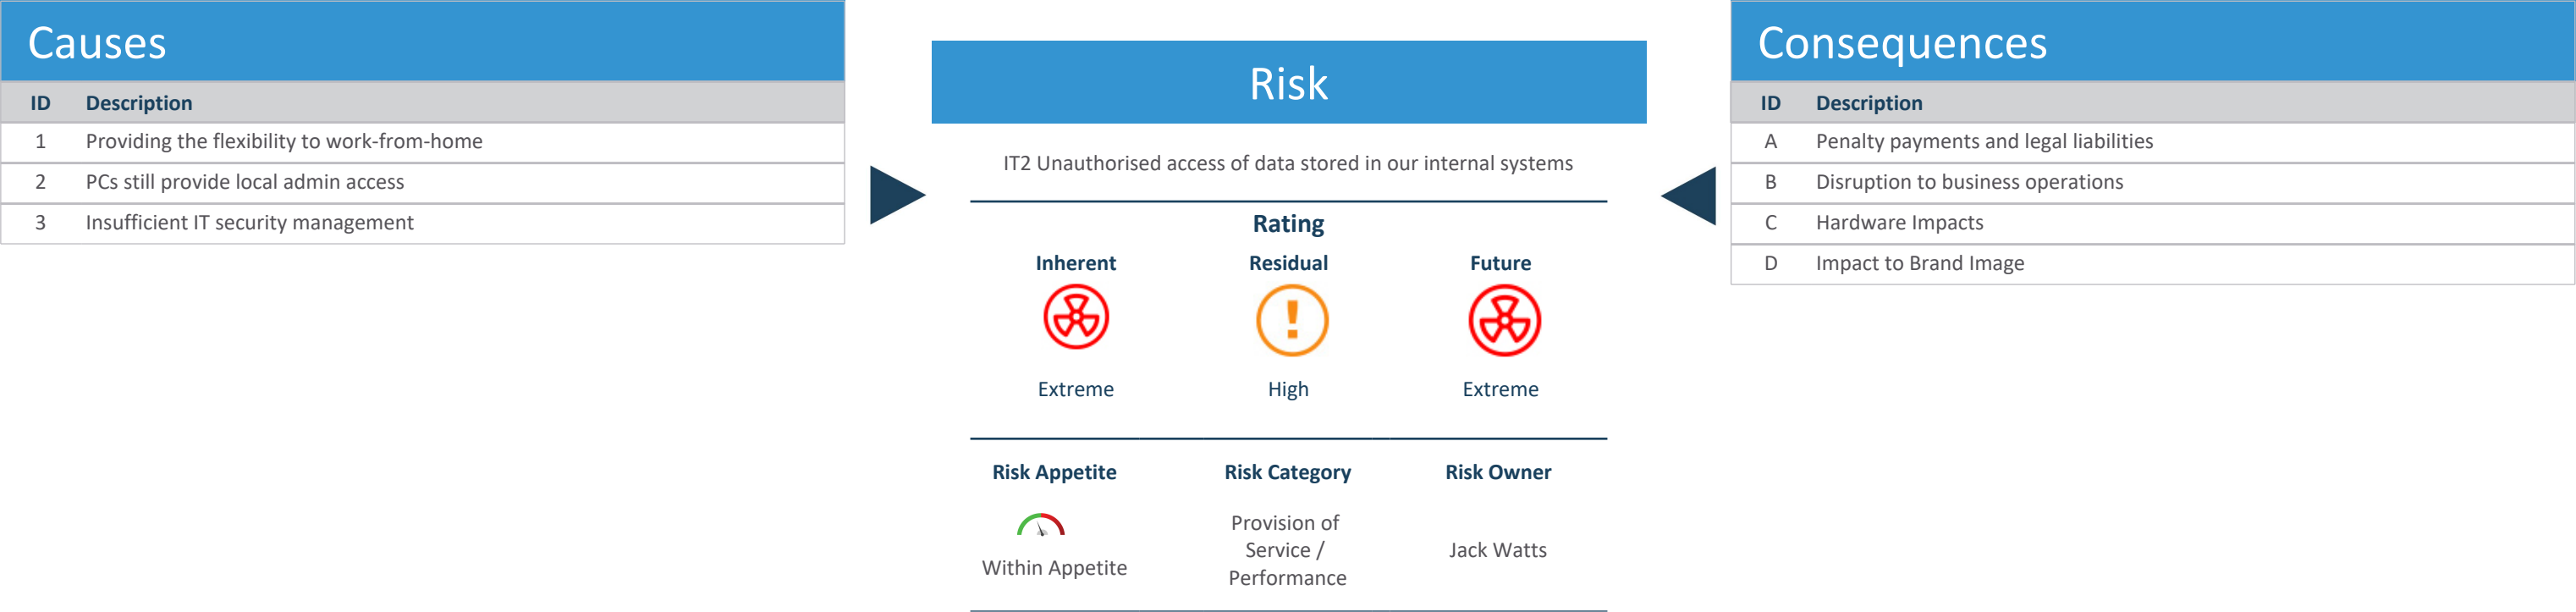 Causes
ID Description
1 Providing the flexibility to work-from-home
2 PCs still provide local admin access
3 Insufficient IT security management
Risk
IT2 Unauthorised access of data stored in our internal systems
Rating
Inherent Residual Future
Extreme High Extreme
Risk Appetite Risk Category Risk Owner
Within Appetite
Provision of
Service /
Performance
Jack Watts
Consequences
ID Description
A Penalty payments and legal liabilities
B Disruption to business operations
C Hardware Impacts
D Impact to Brand Image